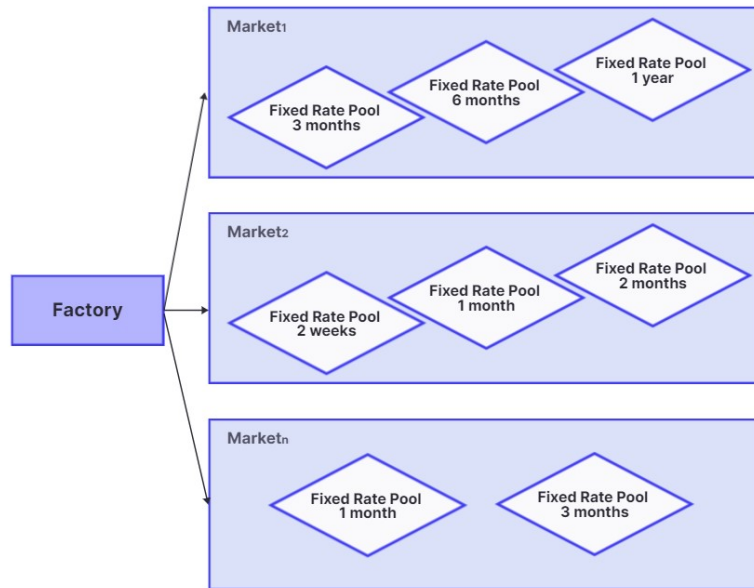 Market₁
Fixed Rate Pool
3 months
Fixed Rate Pool
6 months
Fixed Rate Pool
1 year
Factory
Market₂
Fixed Rate Pool
2 weeks
Fixed Rate Pool
1 month
Fixed Rate Pool
2 months
Marketₙ
Fixed Rate Pool
1 month
Fixed Rate Pool
3 months